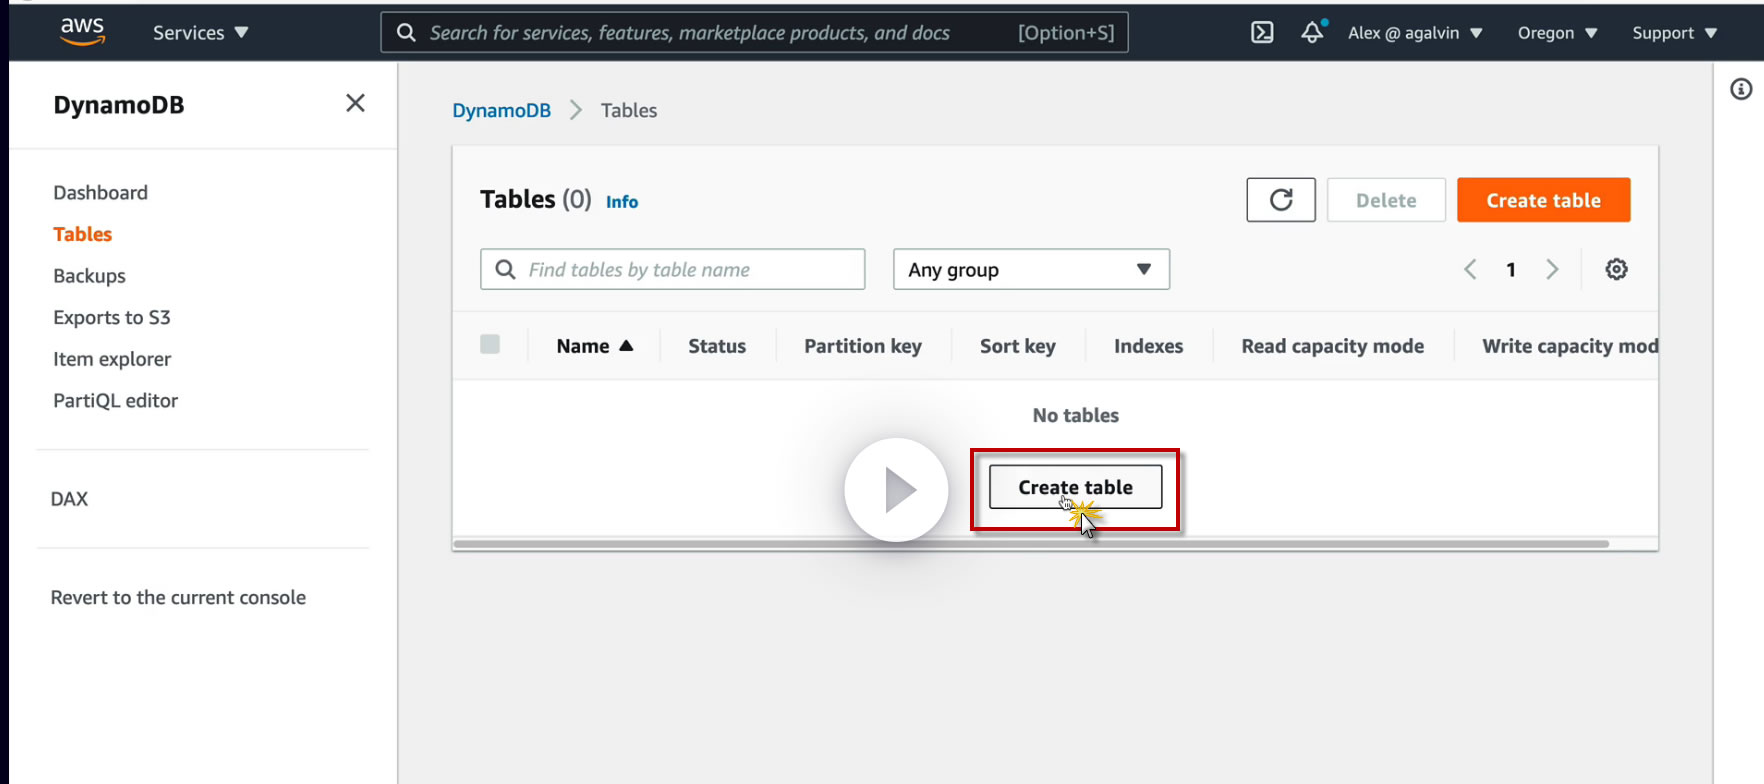 aws
Services
Search for services, features, marketplace products, and docs
[Option+S]
Alex @ agalvin
Oregon
Support
DynamoDB
Dashboard
Tables
Backups
Exports to S3
Item explorer
PartiQL editor
DAX
Revert to the current console
DynamoDB > Tables
Tables (0) Info
Delete
Create table
Find tables by table name
Any group
1
Name
Status
Partition key
Sort key
Indexes
Read capacity mode
Write capacity mod
No tables
Create table